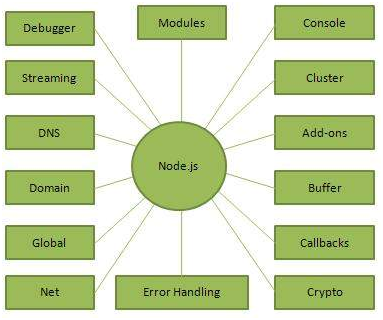 Debugger
Modules
Console
Streaming
Cluster
DNS
Add-ons
Node.js
Domain
Buffer
Global
Callbacks
Net
Error Handling
Crypto